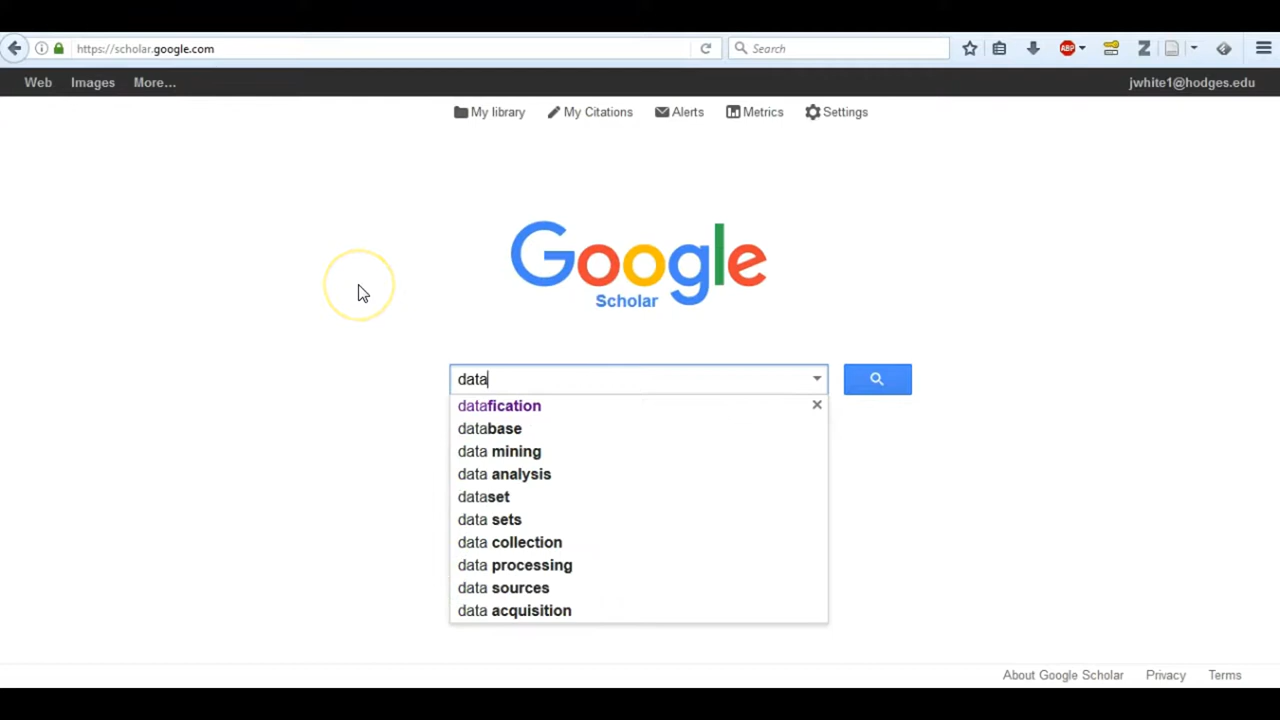 https://scholar.google.com
Search
ABP
Z
Web Images More... jwhite1@hodges.edu
My library My Citations Alerts Metrics Settings
Google
Scholar
data
datafication
database
data mining
data analysis
dataset
data sets
data collection
data processing
data sources
data acquisition
About Google Scholar Privacy Terms